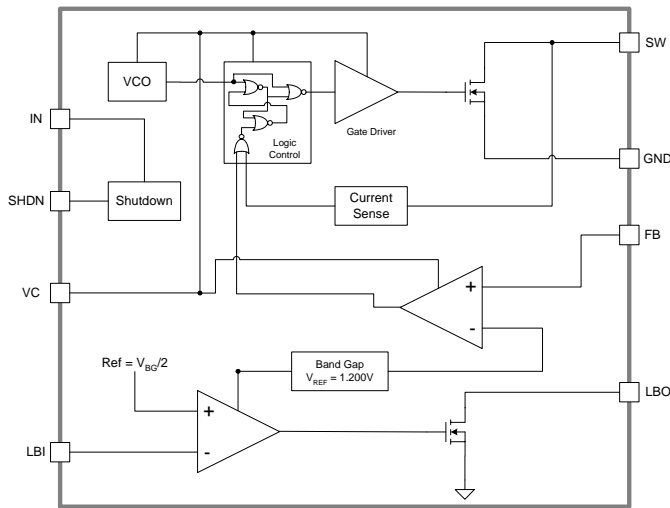 SW
VCO
IN
Logic
Control
Gate Driver
GND
SHDN
Shutdown
Current
Sense
FB
VC
+
-
Ref = V_BG/2
Band Gap
V_REF = 1.200V
LBO
+
-
LBI